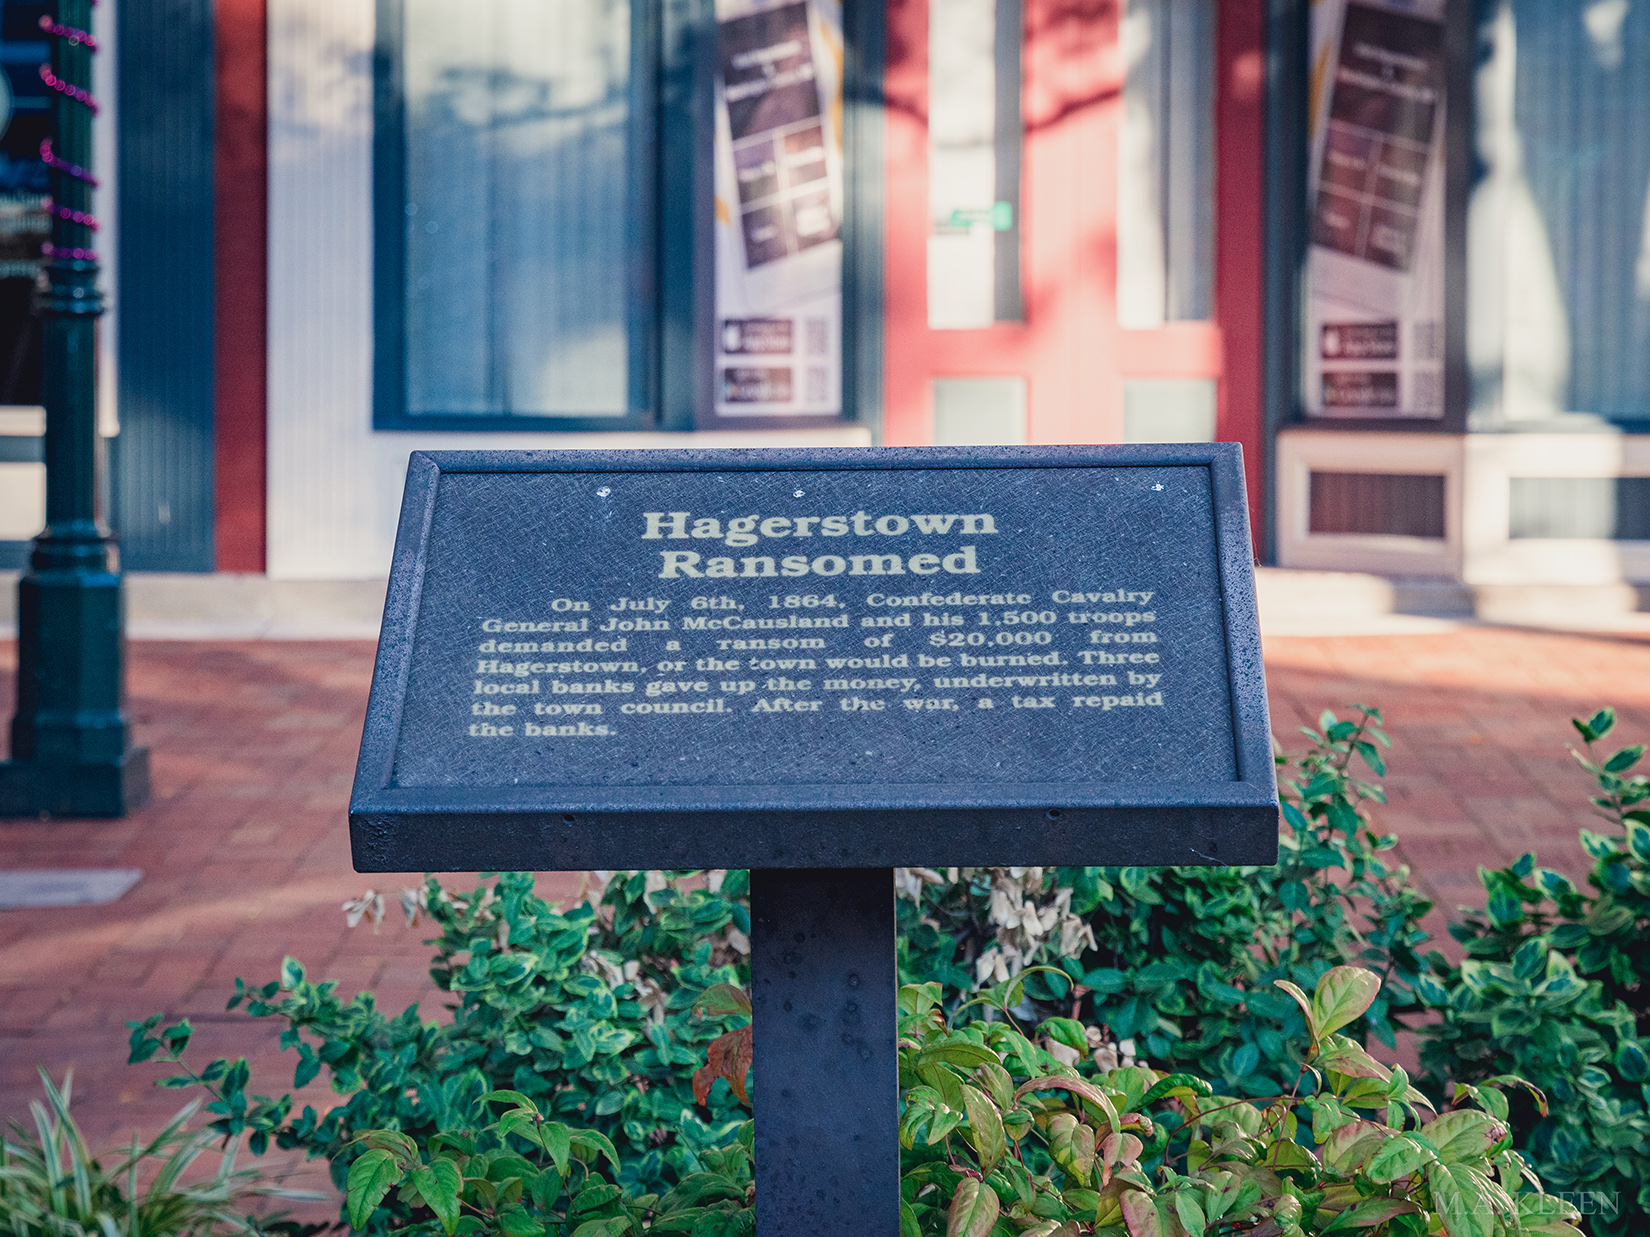 Hagerstown
Ransomed
On July 6th, 1864, Confederate Cavalry
General John McCausland and his 1,500 troops
demanded a ransom of $20,000 from
Hagerstown, or the town would be burned. Three
local banks gave up the money, underwritten by
the town council. After the war, a tax repaid
the banks.
M.A. KLEEN